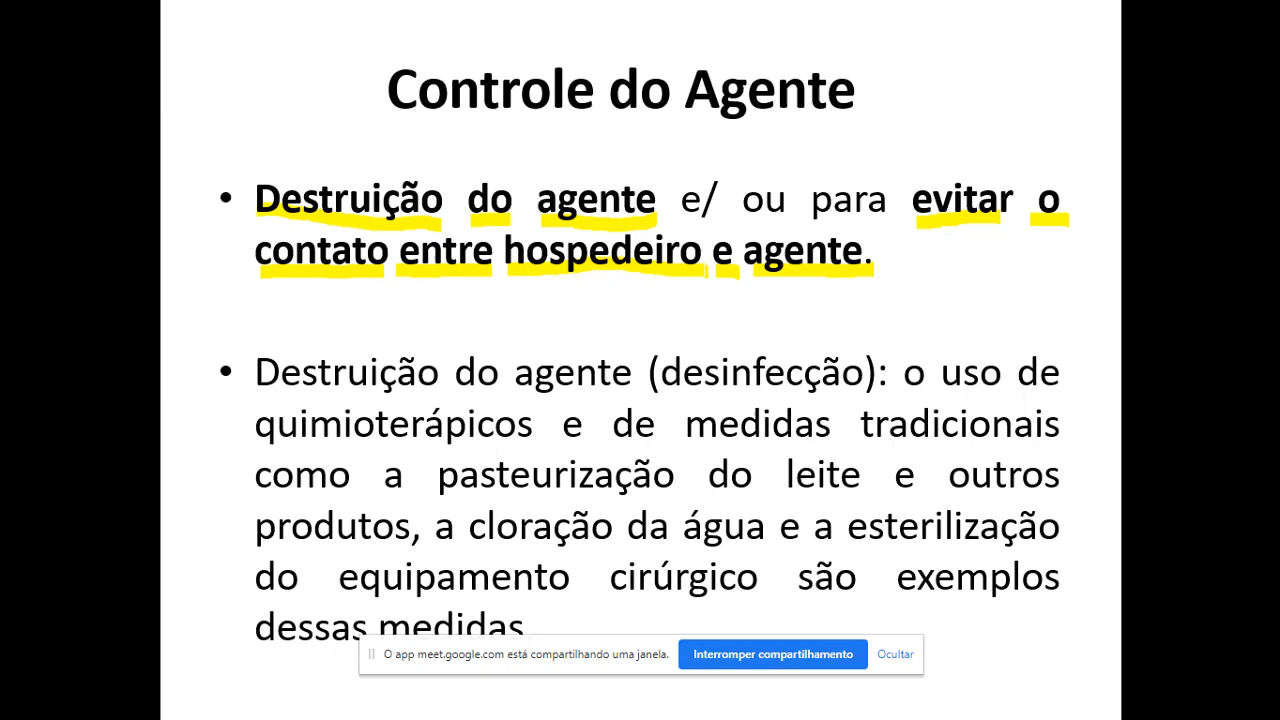 Controle do Agente
• Destruição do agente e/ ou para evitar o
contato entre hospedeiro e agente.
• Destruição do agente (desinfecção): o uso de
quimioterápicos e de medidas tradicionais
como a pasteurização do leite e outros
produtos, a cloração da água e a esterilização
do equipamento cirúrgico são exemplos
dessas medidas.
O app meet.google.com está compartilhando uma janela. Interromper compartilhamento Ocultar